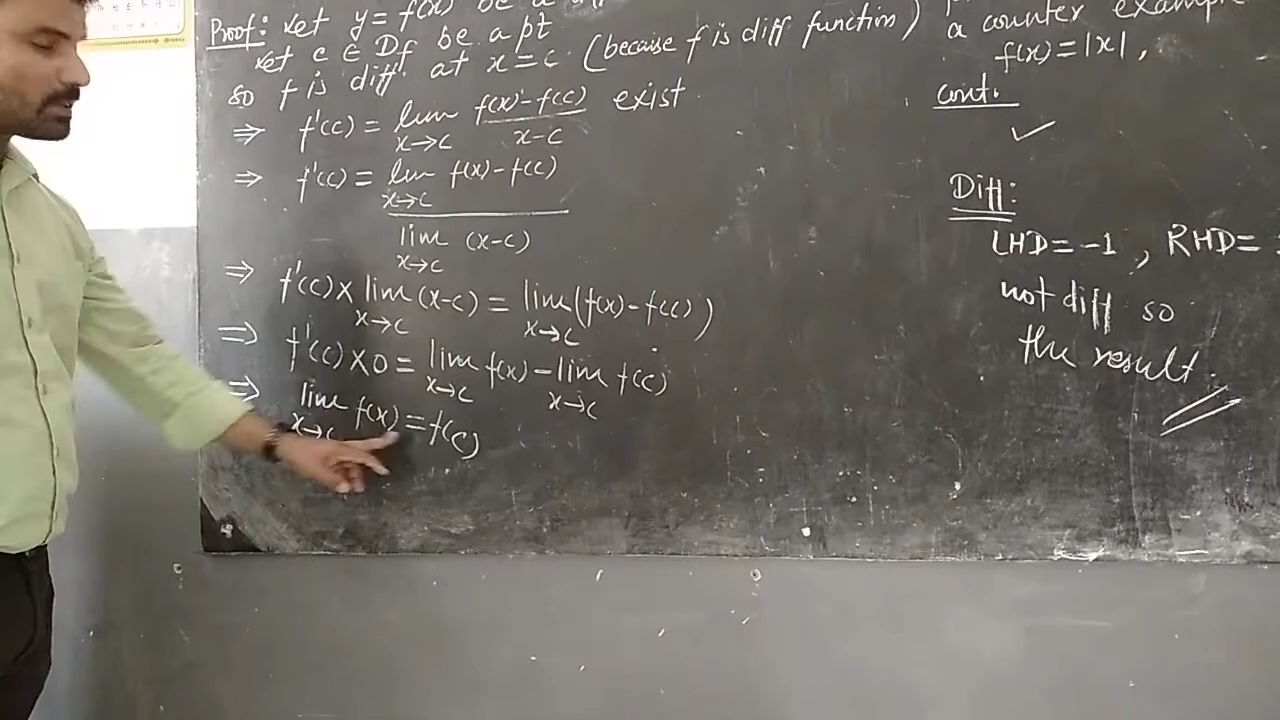 Proof: Let y = f(x) be a
Let c ∈ Df be a pt
so f is diff. at x = c. (because f is diff function)
⇒ f'(c) = lim x→c f(x)-f(c) / x-c exist
⇒ f'(c) = lim x→c f(x)-f(c) / lim x→c (x-c)
⇒ f'(c) × lim x→c (x-c) = lim x→c (f(x)-f(c))
⇒ f'(c) × 0 = lim x→c f(x) - lim x→c f(c)
⇒ lim x→c f(x) = f(c)
a counter example
f(x) = |x|,
cont:
✓
Diff:
LHD = -1, RHD =
not diff so
the result.